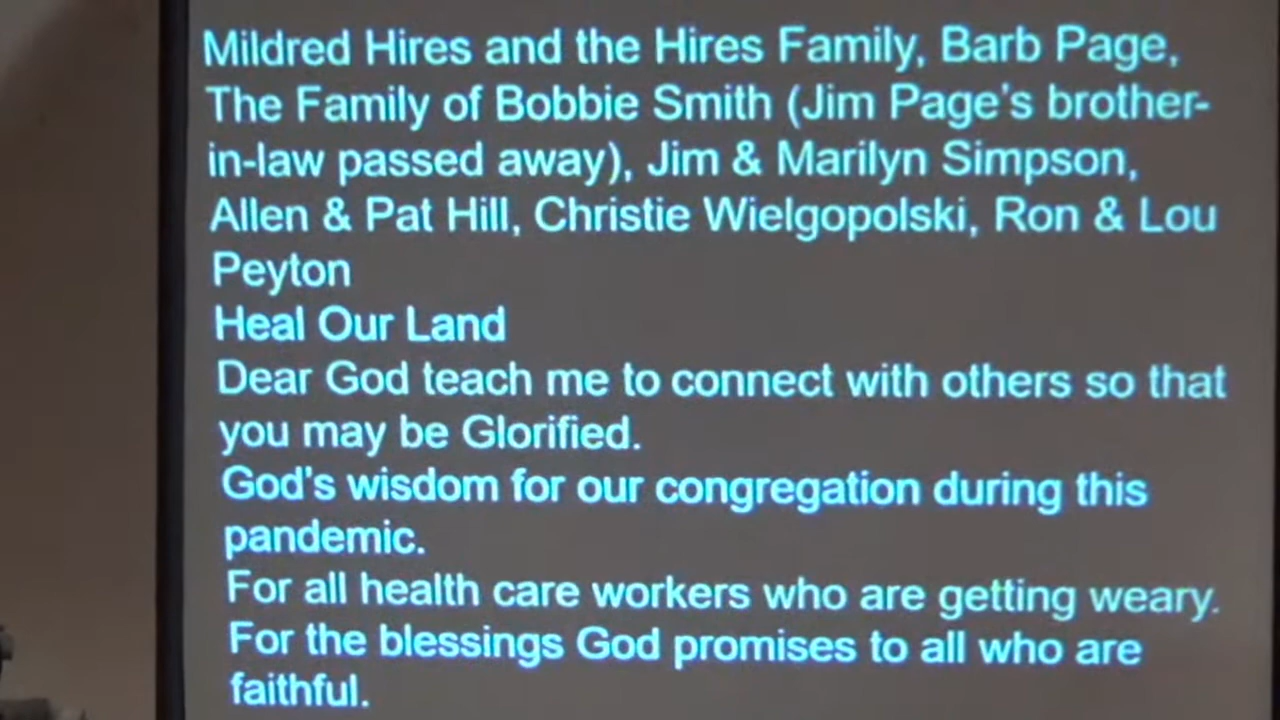 Mildred Hires and the Hires Family, Barb Page,
The Family of Bobbie Smith (Jim Page's brother-
in-law passed away), Jim & Marilyn Simpson,
Allen & Pat Hill, Christie Wielgopolski, Ron & Lou
Peyton
Heal Our Land
Dear God teach me to connect with others so that
you may be Glorified.
God's wisdom for our congregation during this
pandemic.
For all health care workers who are getting weary.
For the blessings God promises to all who are
faithful.